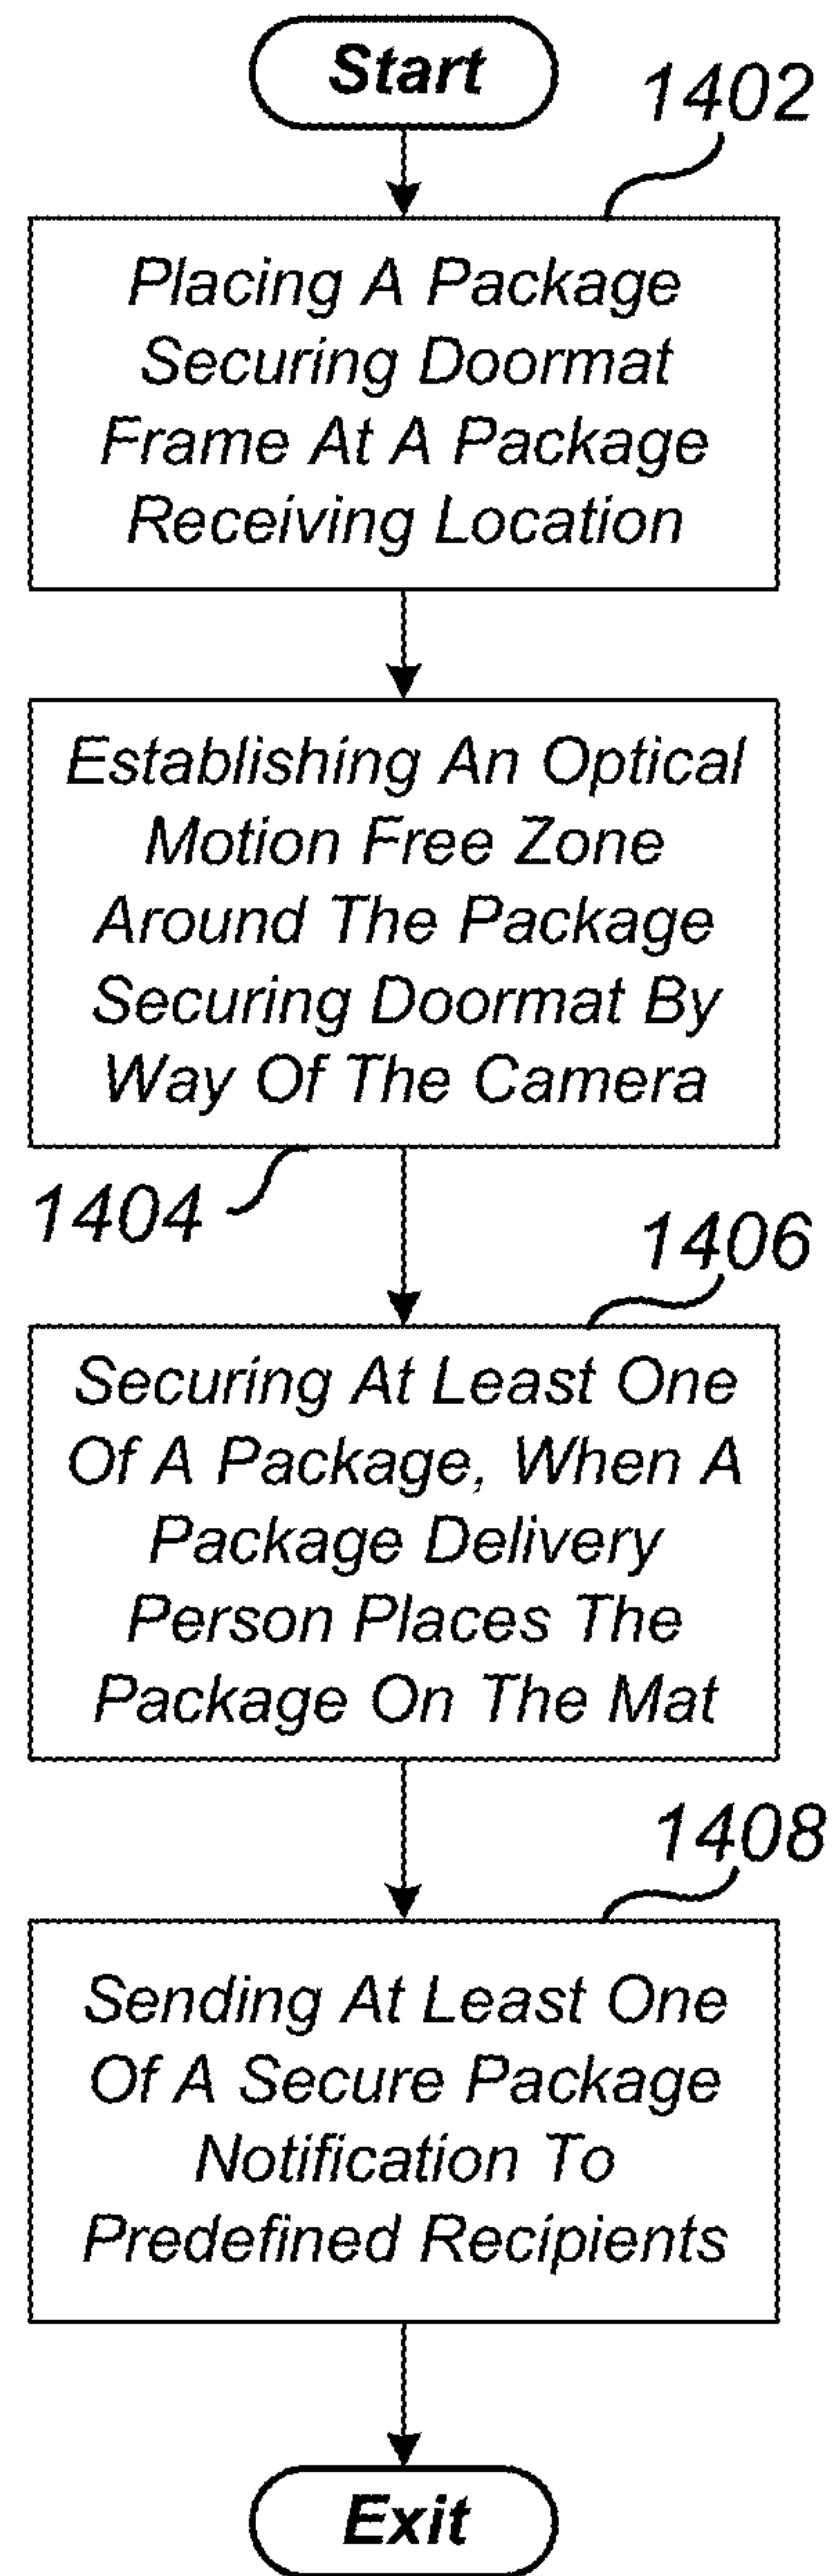 Start
1402
Placing A Package
Securing Doormat
Frame At A Package
Receiving Location
Establishing An Optical
Motion Free Zone
Around The Package
Securing Doormat By
Way Of The Camera
1404
1406
Securing At Least One
Of A Package, When A
Package Delivery
Person Places The
Package On The Mat
1408
Sending At Least One
Of A Secure Package
Notification To
Predefined Recipients
Exit